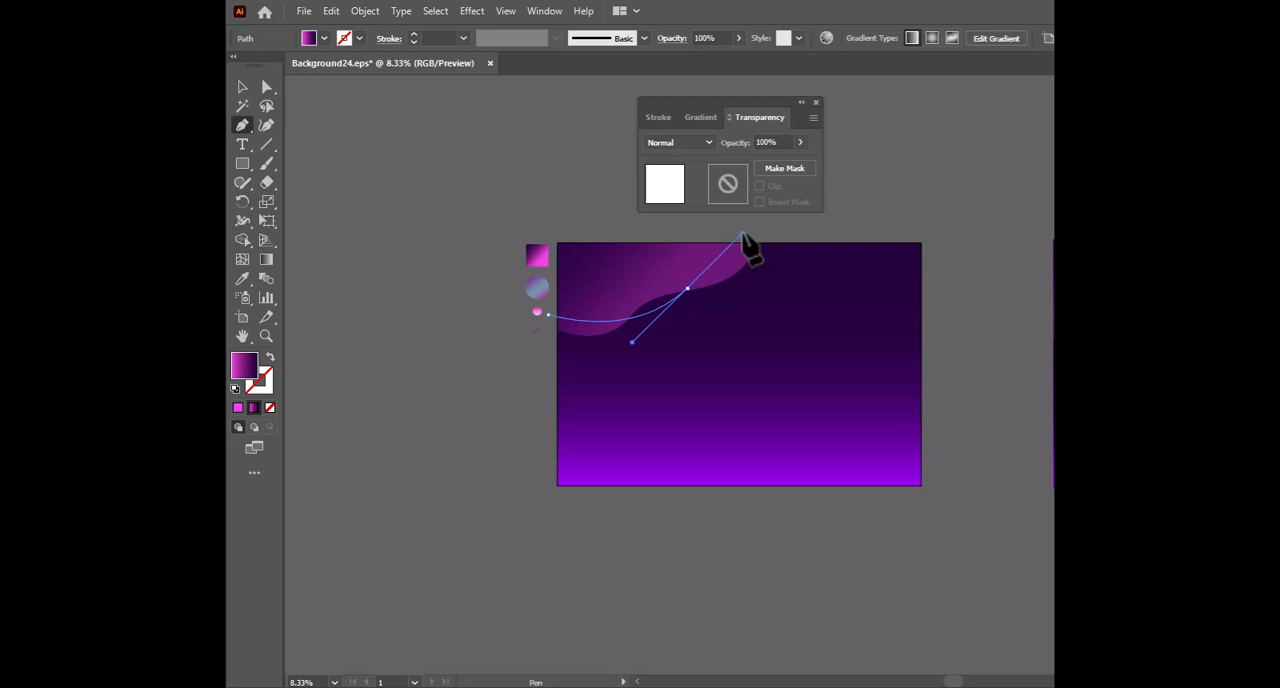 Ai File Edit Object Type Select Effect View Window Help
Path Stroke: Basic Opacity: 100% Style: Gradient Type: Edit Gradient
Background24.eps* @ 8.33% (RGB/Preview)
Stroke Gradient Transparency
Normal Opacity: 100%
Make Mask
Clip
Invert Mask
8.33% 1 Pen